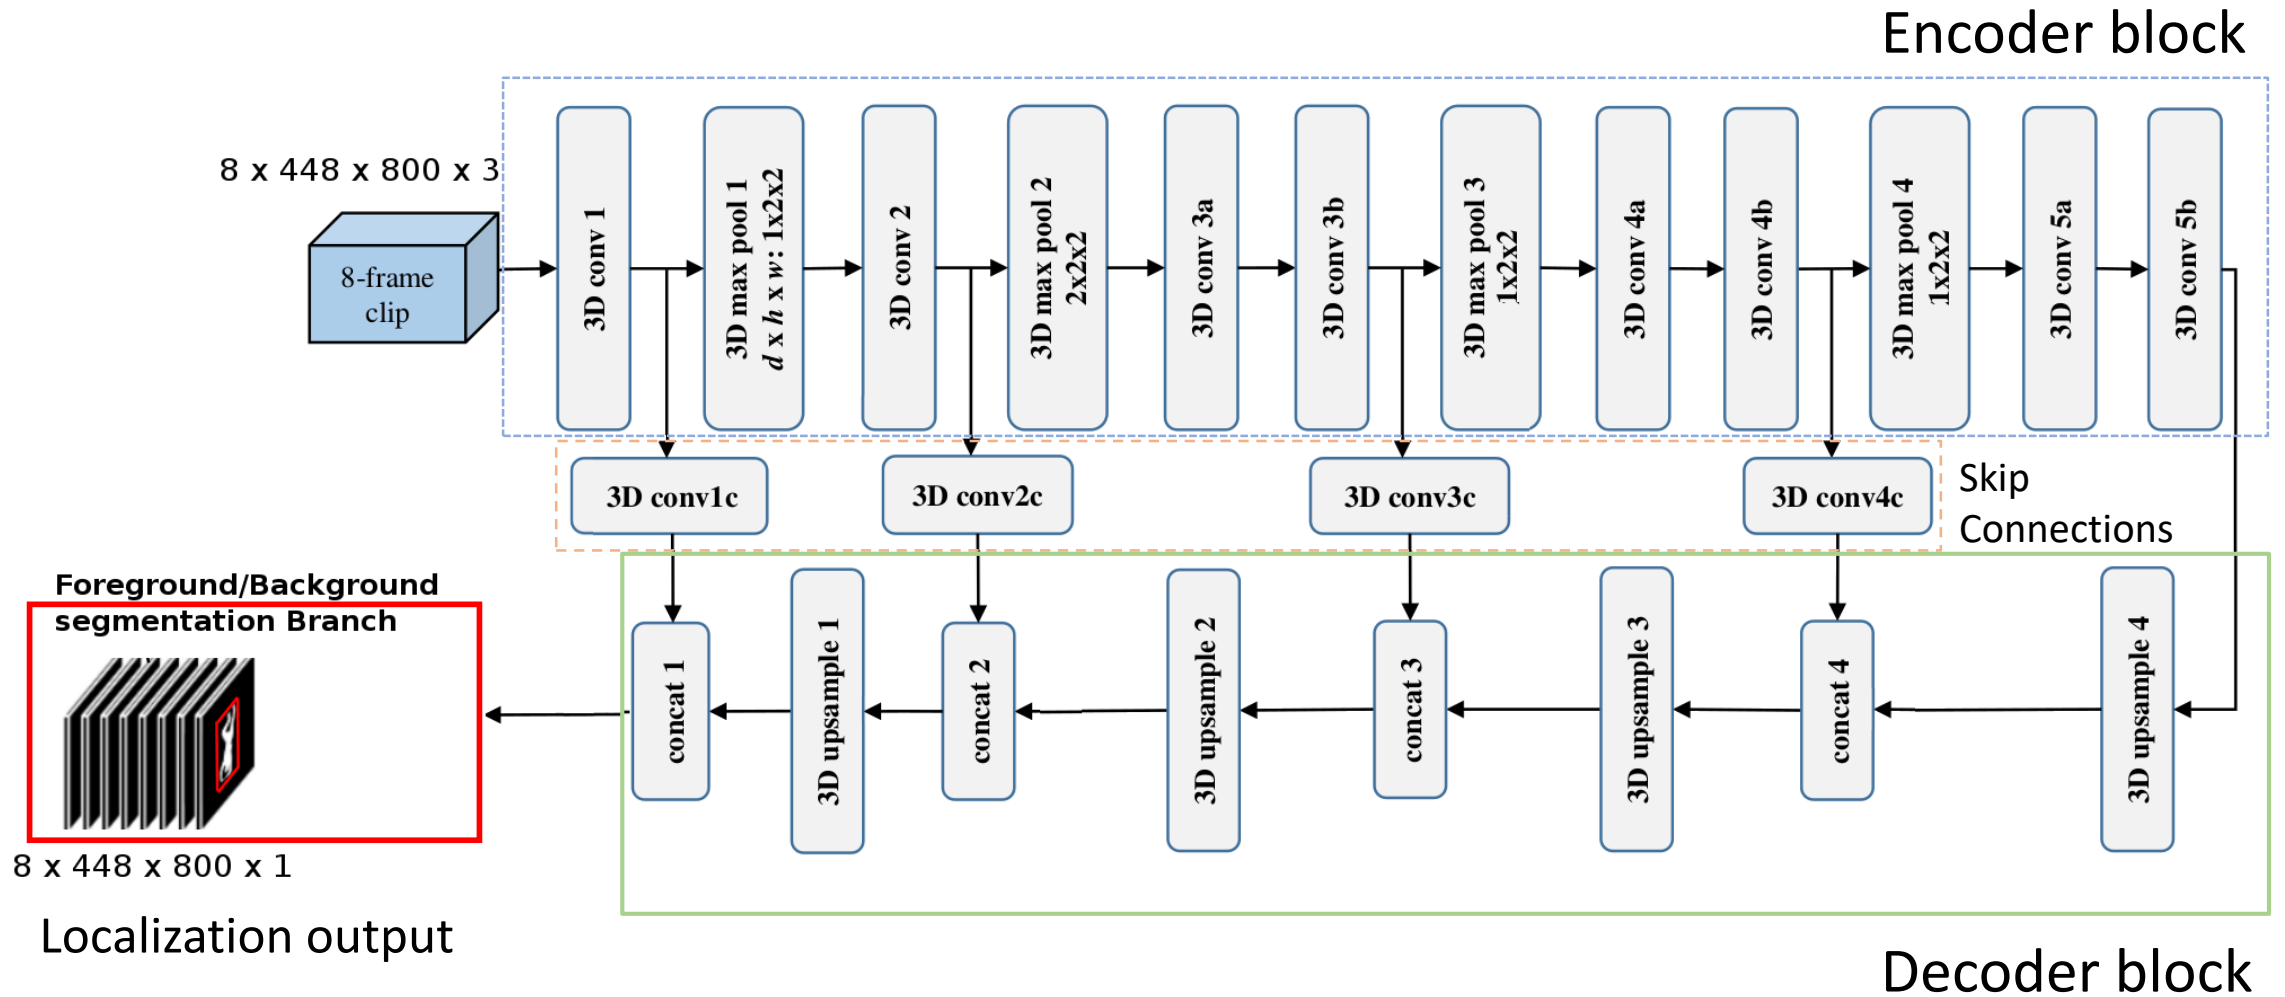 Encoder block
8 x 448 x 800 x 3
8-frame
clip
3D conv 1
3D max pool 1
d x h x w: 1x2x2
3D conv 2
3D max pool 2
2x2x2
3D conv 3a
3D conv 3b
3D max pool 3
1x2x2
3D conv 4a
3D conv 4b
3D max pool 4
1x2x2
3D conv 5a
3D conv 5b
3D conv1c
3D conv2c
3D conv3c
3D conv4c
Skip
Connections
Foreground/Background
segmentation Branch
concat 1
3D upsample 1
concat 2
3D upsample 2
concat 3
3D upsample 3
concat 4
3D upsample 4
8 x 448 x 800 x 1
Localization output
Decoder block